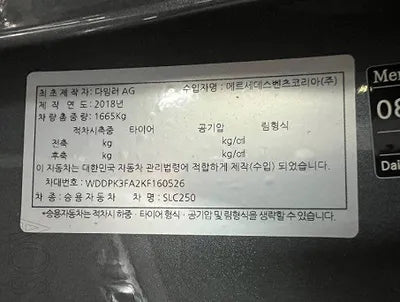 최초제작자: 다임러 AG 수입자명: 메르세데스벤츠코리아(주)
제작 연도: 2018년
차량총중량: 1665Kg
적차시축중 타이어 공기압 림형식
전축 kg kg/㎠
후축 kg kg/㎠
이 자동차는 대한민국 자동차 관리법령에 적합하게 제작(수입) 되었습니다.
차대번호: WDDPK3FA2KF160526
차 종: 승용자동차 차 명: SLC250
*승용자동차는 적차시 하중·타이어 형식·공기압 및 림형식을 생략할 수 있습니다.
Mer
08
Dai